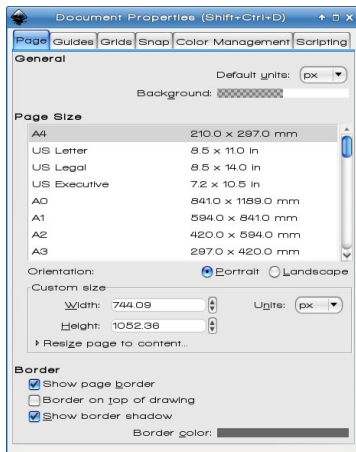 Document Properties (Shift+Ctrl+D)
Page Guides Grids Snap Color Management Scripting
General
Default units: px
Background:
Page Size
A4 210.0 x 297.0 mm
US Letter 8.5 x 11.0 in
US Legal 8.5 x 14.0 in
US Executive 7.2 x 10.5 in
A0 841.0 x 1189.0 mm
A1 594.0 x 841.0 mm
A2 420.0 x 594.0 mm
A3 297.0 x 420.0 mm
Orientation: Portrait Landscape
Custom size
Width: 744.09 Units: px
Height: 1052.36
Resize page to content...
Border
Show page border
Border on top of drawing
Show border shadow
Border color: